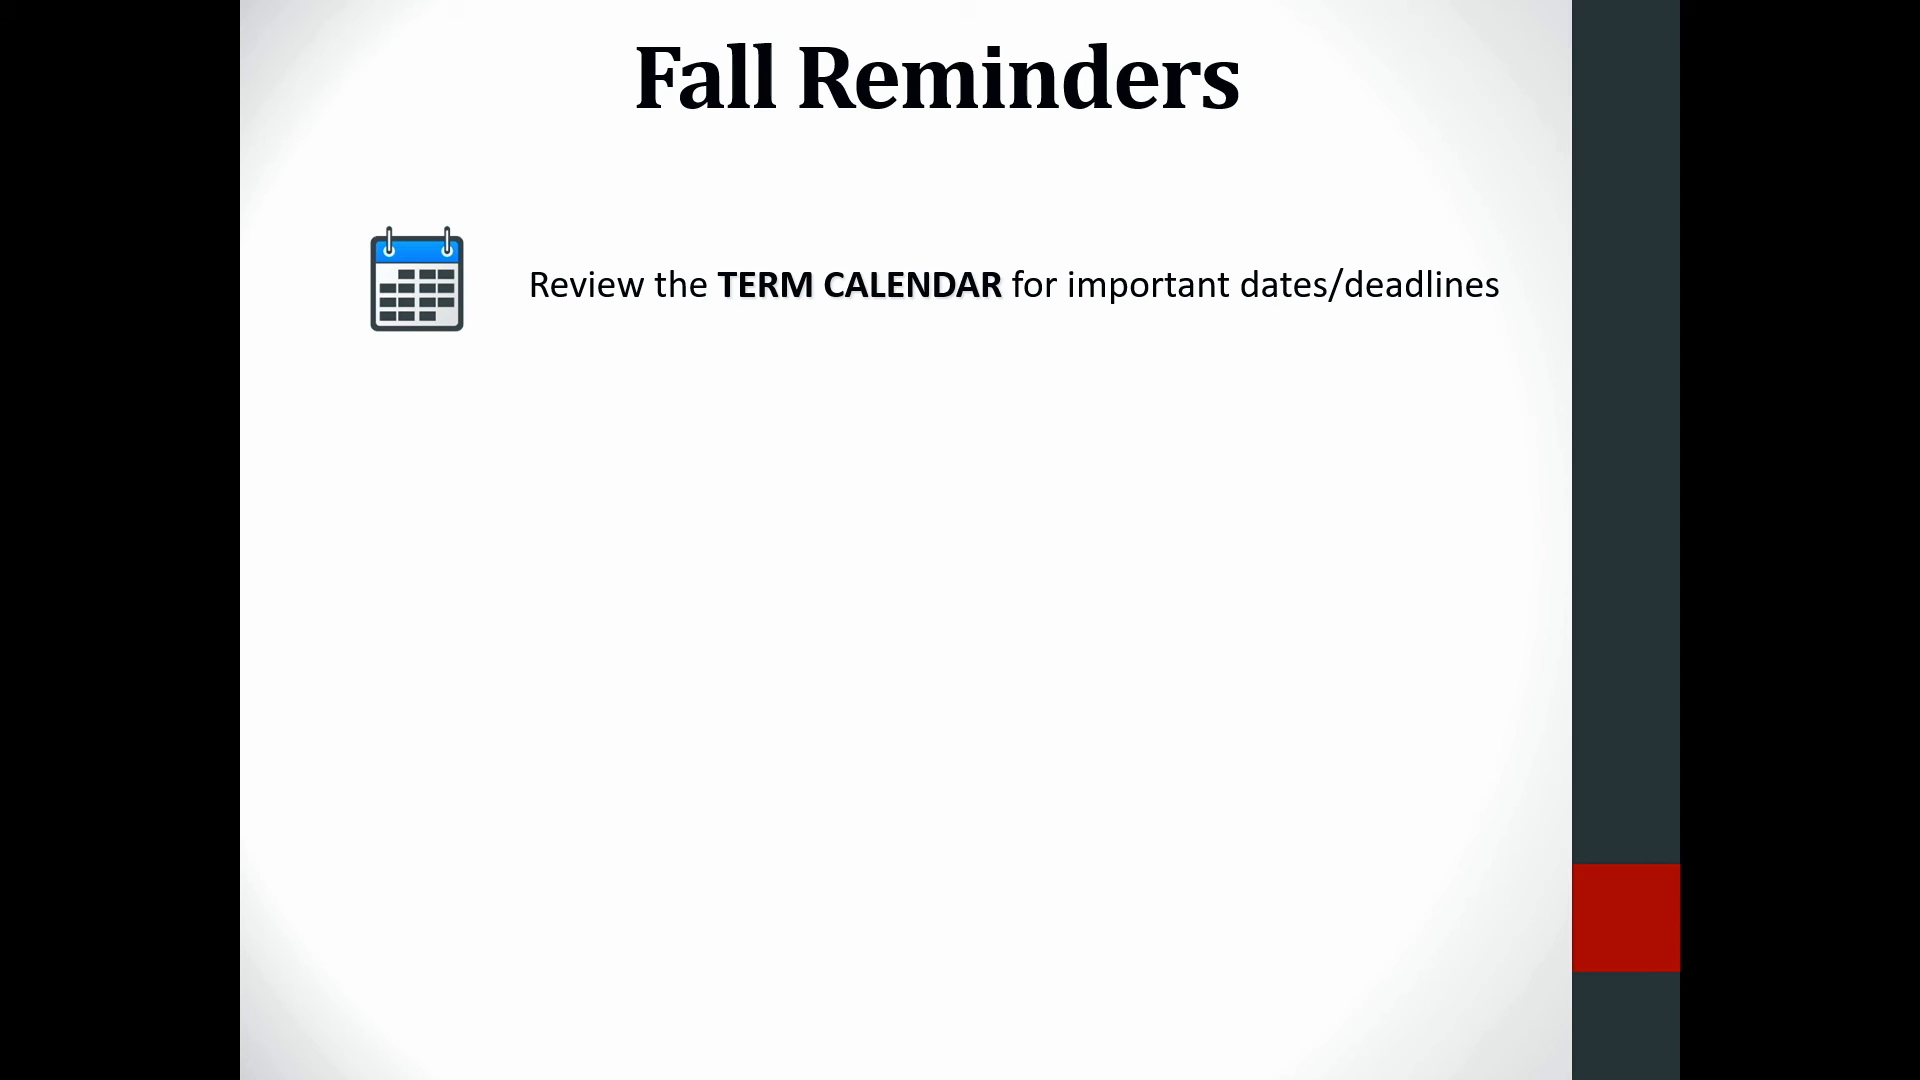 Fall Reminders
Review the TERM CALENDAR for important dates/deadlines